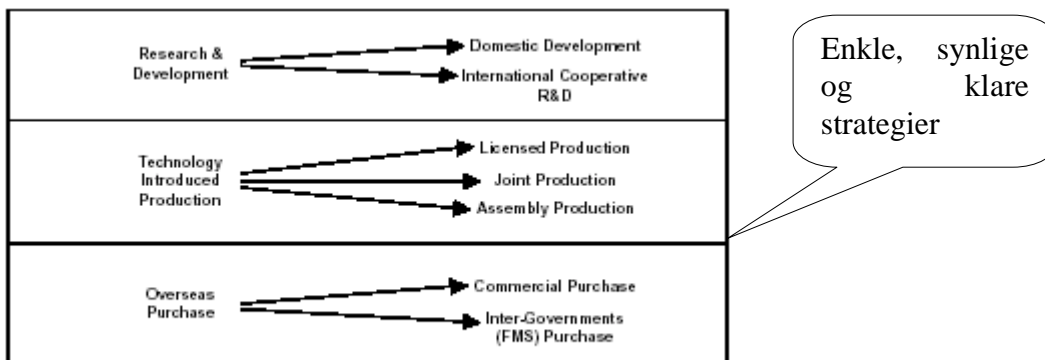 Research &
Development
Domestic Development
International Cooperative
R&D
Technology
Introduced
Production
Licensed Production
Joint Production
Assembly Production
Overseas
Purchase
Commercial Purchase
Inter-Governments
(FMS) Purchase
Enkle, synlige
og klare
strategier